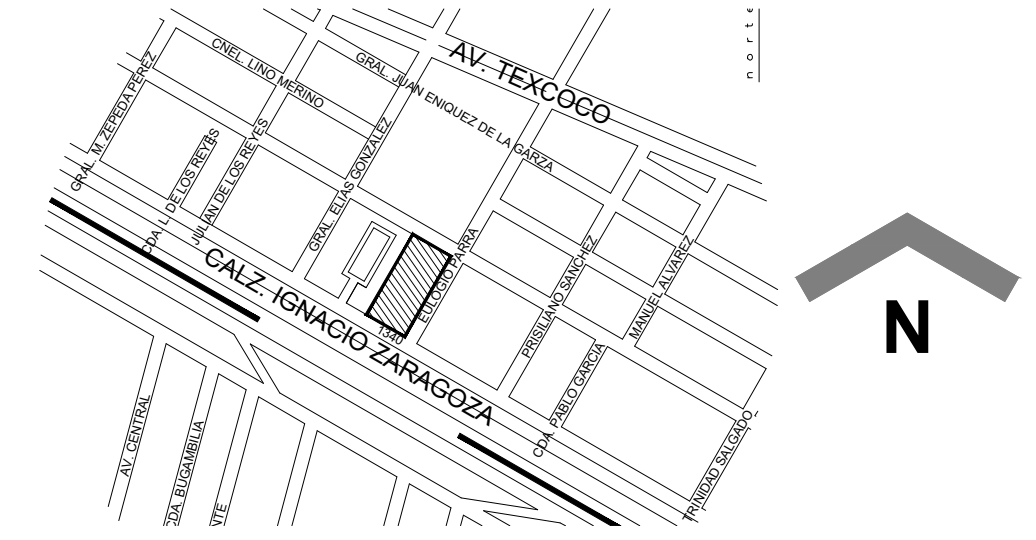 norte
AV. TEXCOCO
CNEL. LINO MERINO
GRAL. JUAN ENIQUEZ DE LA GARZA
GRAL. M. ZEPEDA PEREZ
CDA. L. DE LOS REYES
JULIAN DE LOS REYES
GRAL. ELIAS GONZALEZ
EULOGIO PARRA
PRISILIANO SANCHEZ
MANUEL ALVAREZ
CALZ. IGNACIO ZARAGOZA
1340
CDA. PABLO GARCIA
TRINIDAD SALGADO
AV. CENTRAL
CDA. BUGAMBILIA
NTE
N